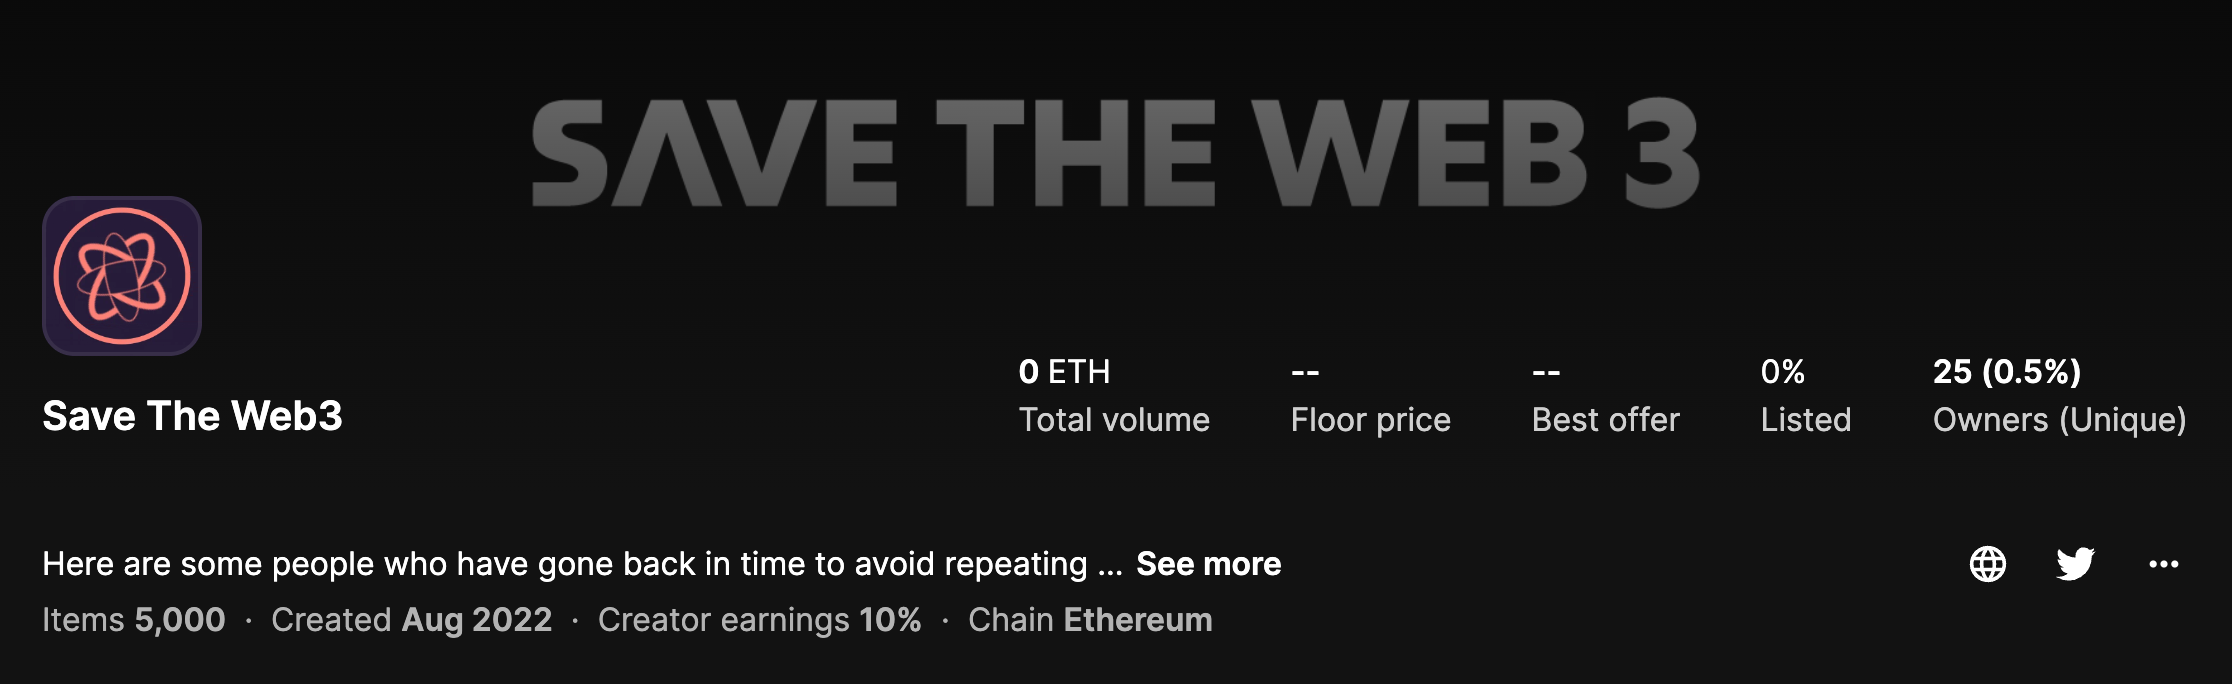 SAVE THE WEB 3
Save The Web3
0 ETH
Total volume
--
Floor price
--
Best offer
0%
Listed
25 (0.5%)
Owners (Unique)
Here are some people who have gone back in time to avoid repeating ... See more
Items 5,000 · Created Aug 2022 · Creator earnings 10% · Chain Ethereum